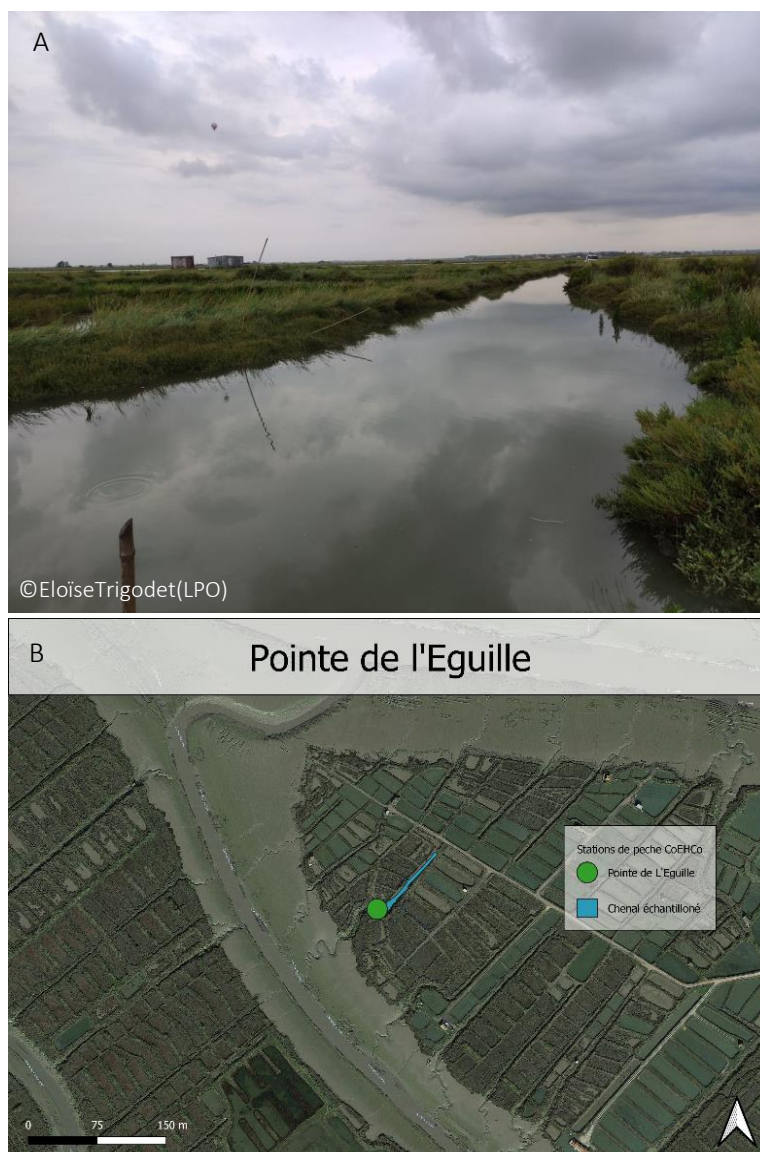 A
©EloïseTrigodet(LPO)
B
Pointe de l'Eguille
Stations de peche CoEHCo
Pointe de L'Eguille
Chenal échantilloné
0 75 150 m